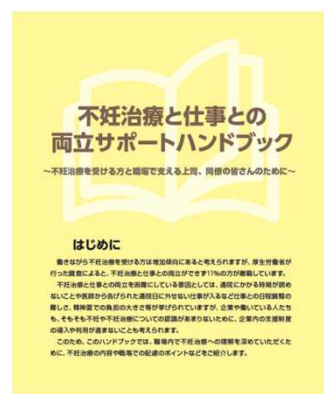 不妊治療と仕事との
両立サポートハンドブック
〜不妊治療を受ける方と職場で支える上司、同僚の皆さんのために〜
はじめに
働きながら不妊治療を受ける方は増加傾向にあると考えられますが、厚生労働省が
行った調査によると、不妊治療と仕事との両立ができず11%の方が離職しています。
不妊治療と仕事との両立を困難にしている要因としては、通院にかかる時間が読め
ないことや医師から告げられた通院日に外せない仕事が入るなど仕事との日程調整の
難しさ、精神面での負担の大きさ等が挙げられていますが、企業や働いている人たち
も、そもそも不妊や不妊治療についての認識があまりないために、企業内の支援制度
の導入や利用が進まないことも考えられます。
このため、このハンドブックでは、職場内で不妊治療への理解を深めていただくた
めに、不妊治療の内容や職場での配慮のポイントなどをご紹介します。